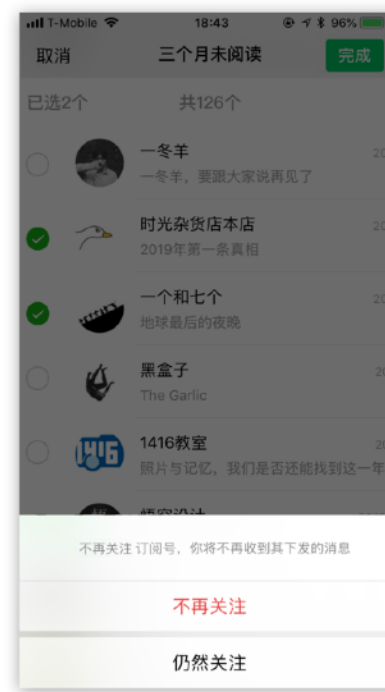 T-Mobile 18:43 96%
取消 三个月未阅读 完成
已选2个 共126个
一冬羊
一冬羊，要跟大家说再见了
时光杂货店本店
2019年第一条真相
一个和七个
地球最后的夜晚
黑盒子
The Garlic
1416
1416教室
照片与记忆，我们是否还能找到这一年
不再关注 订阅号，你将不再收到其下发的消息
不再关注
仍然关注